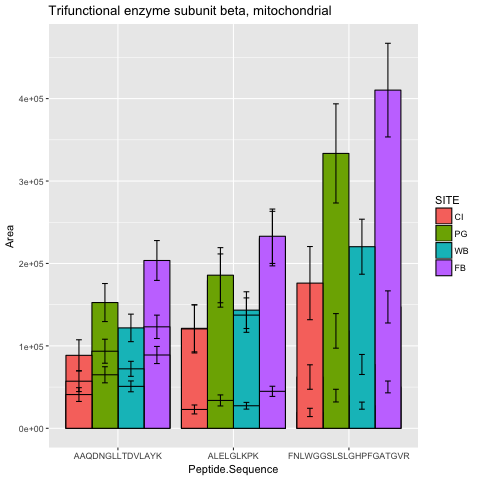 Trifunctional enzyme subunit beta, mitochondrial
4e+05
3e+05
2e+05
1e+05
0e+00
Area
AAQDNGLLTDVLAYK ALELGLKPK FNLWGGSLSLGHPFGATGVR
Peptide.Sequence
SITE
CI
PG
WB
FB